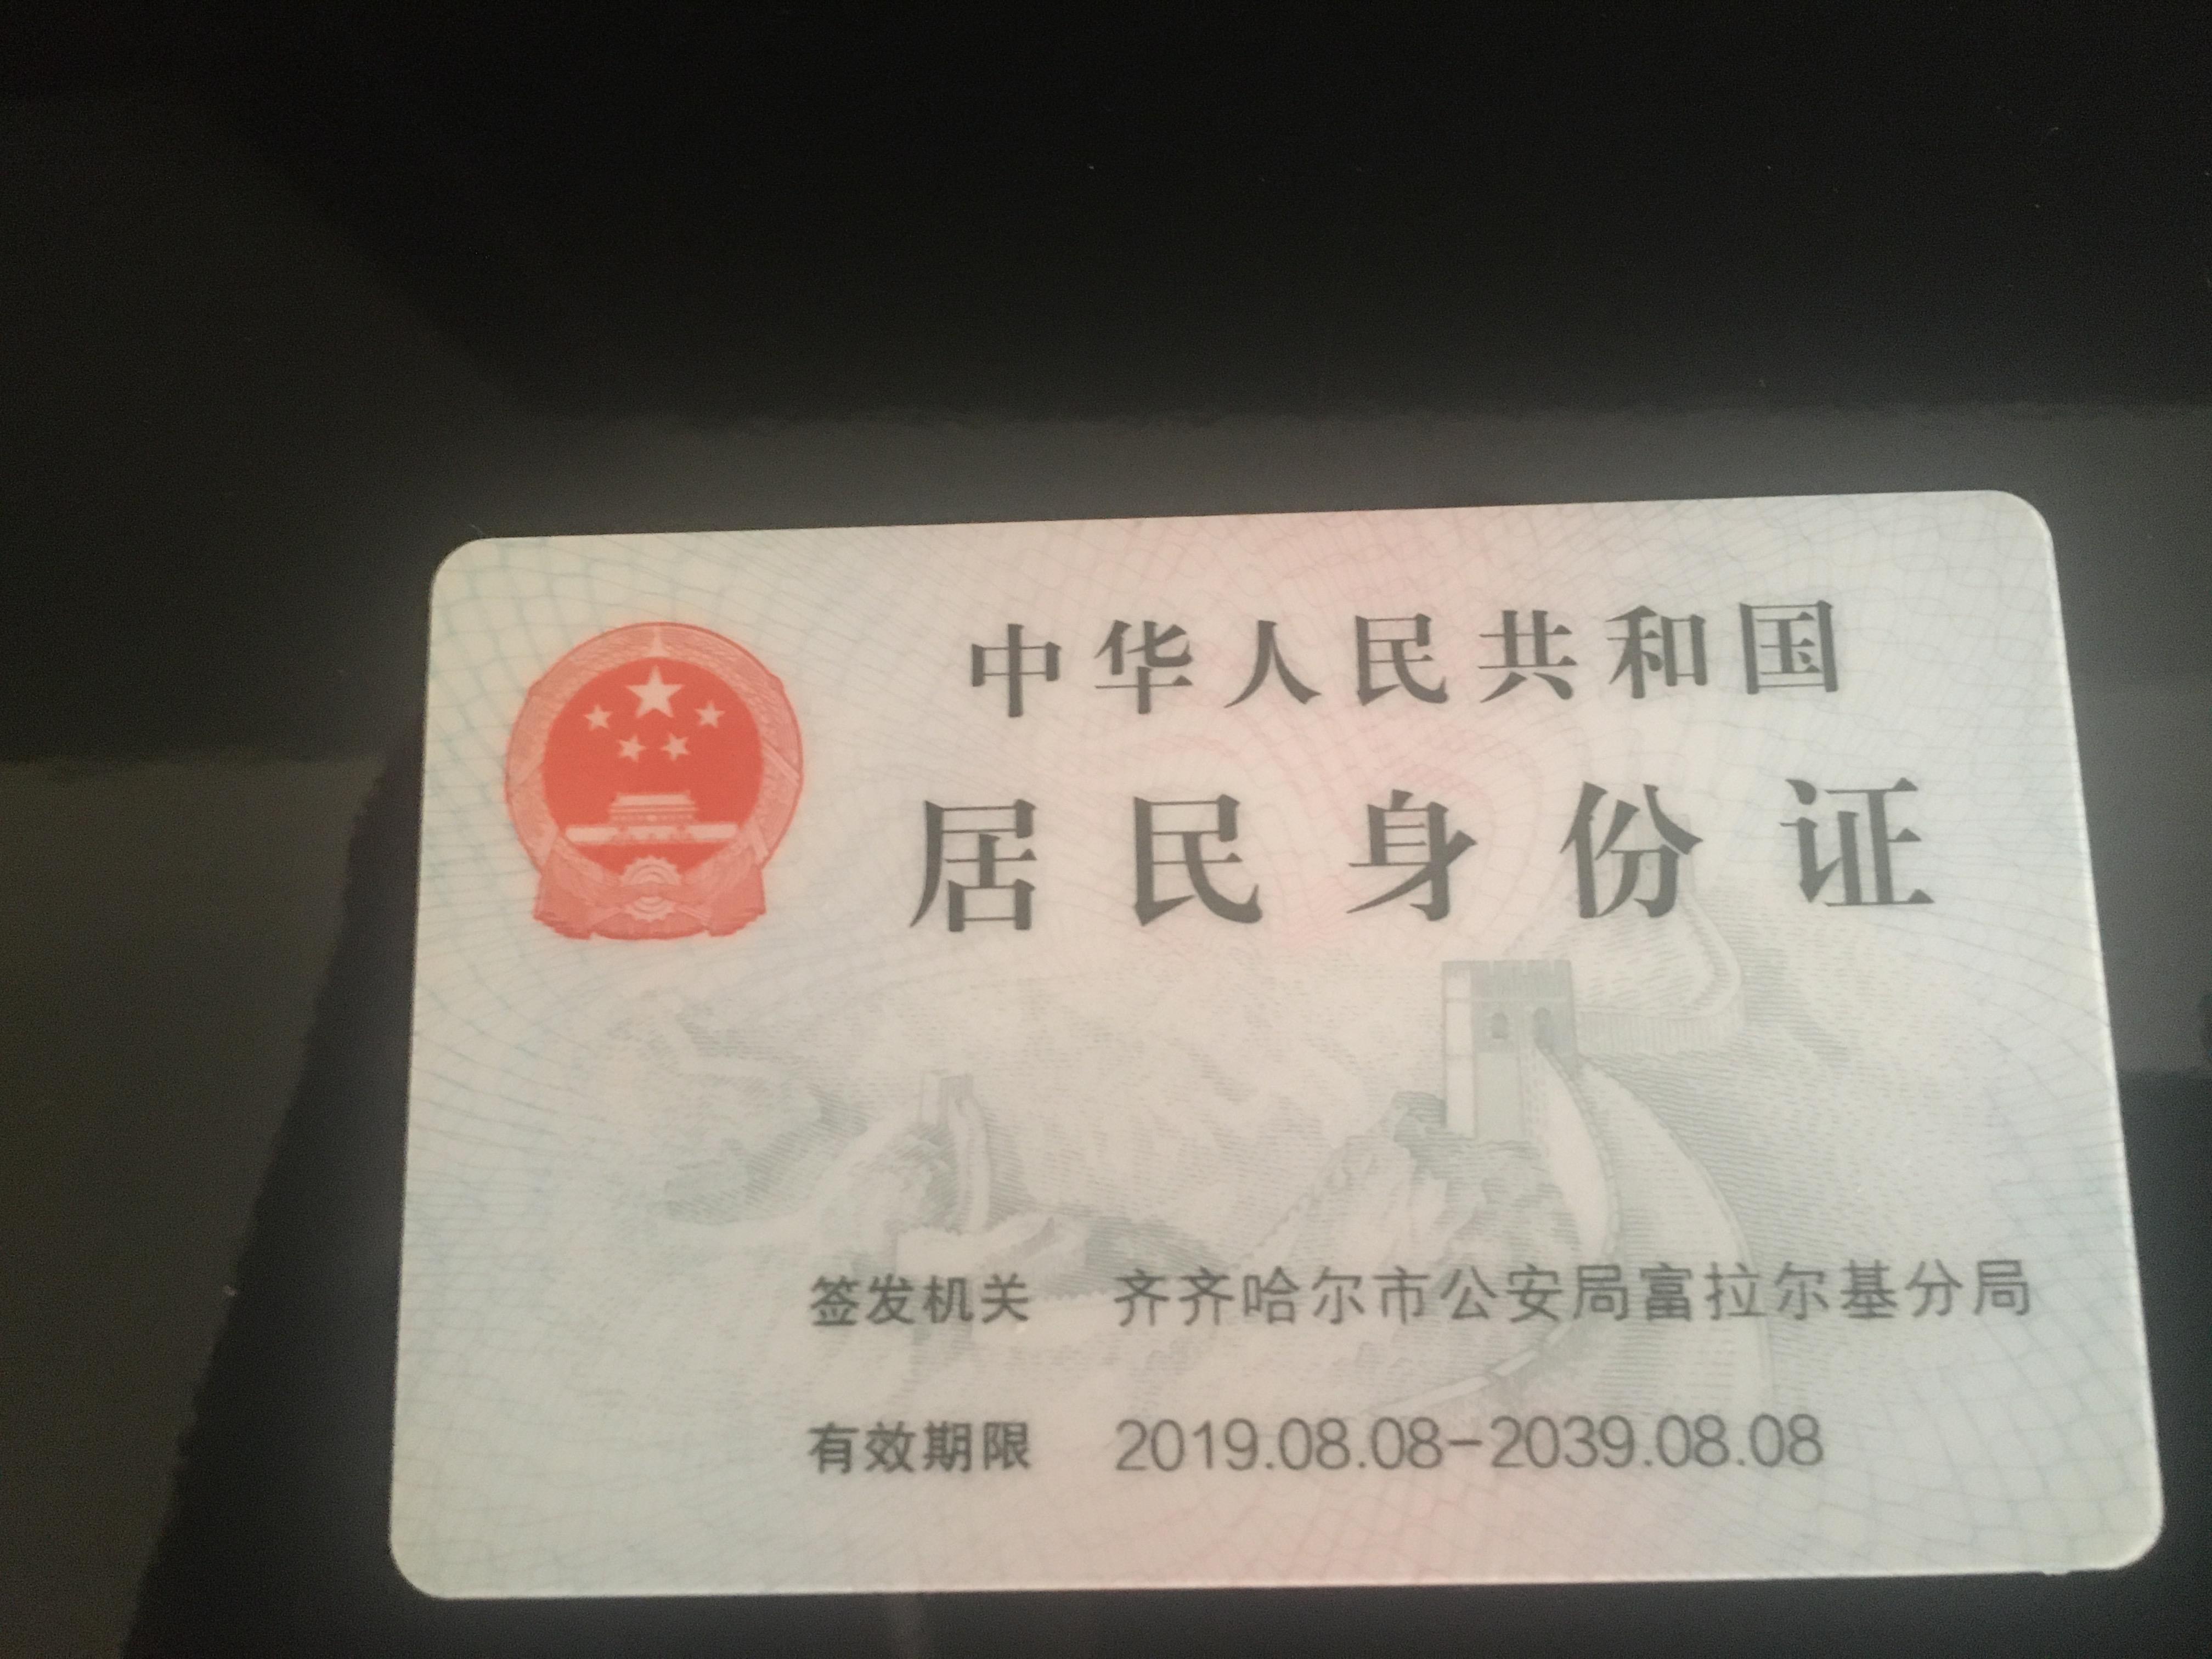 中华人民共和国
居民身份证
签发机关 齐齐哈尔市公安局富拉尔基分局
有效期限 2019.08.08-2039.08.08